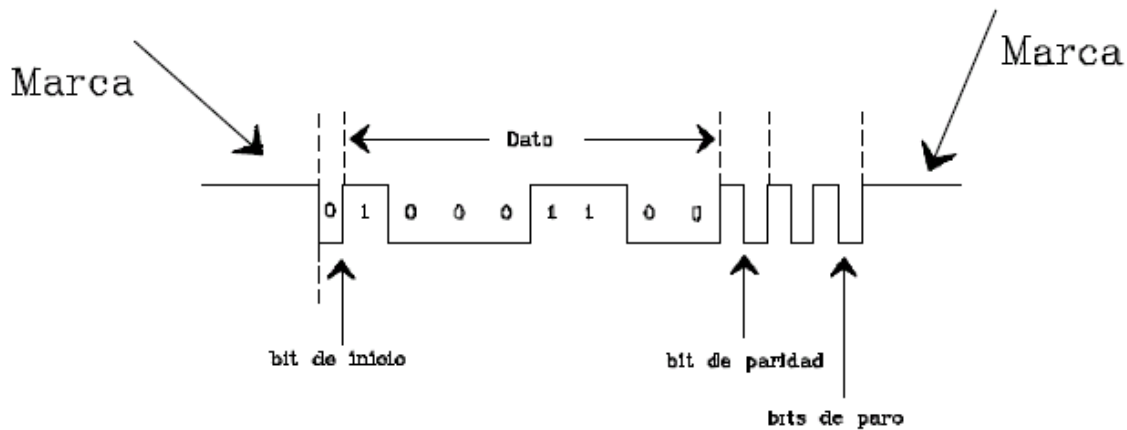 Marca
Marca
Dato
0 1 0 0 0 1 1 0 0
bit de inicio
bit de paridad
bits de paro